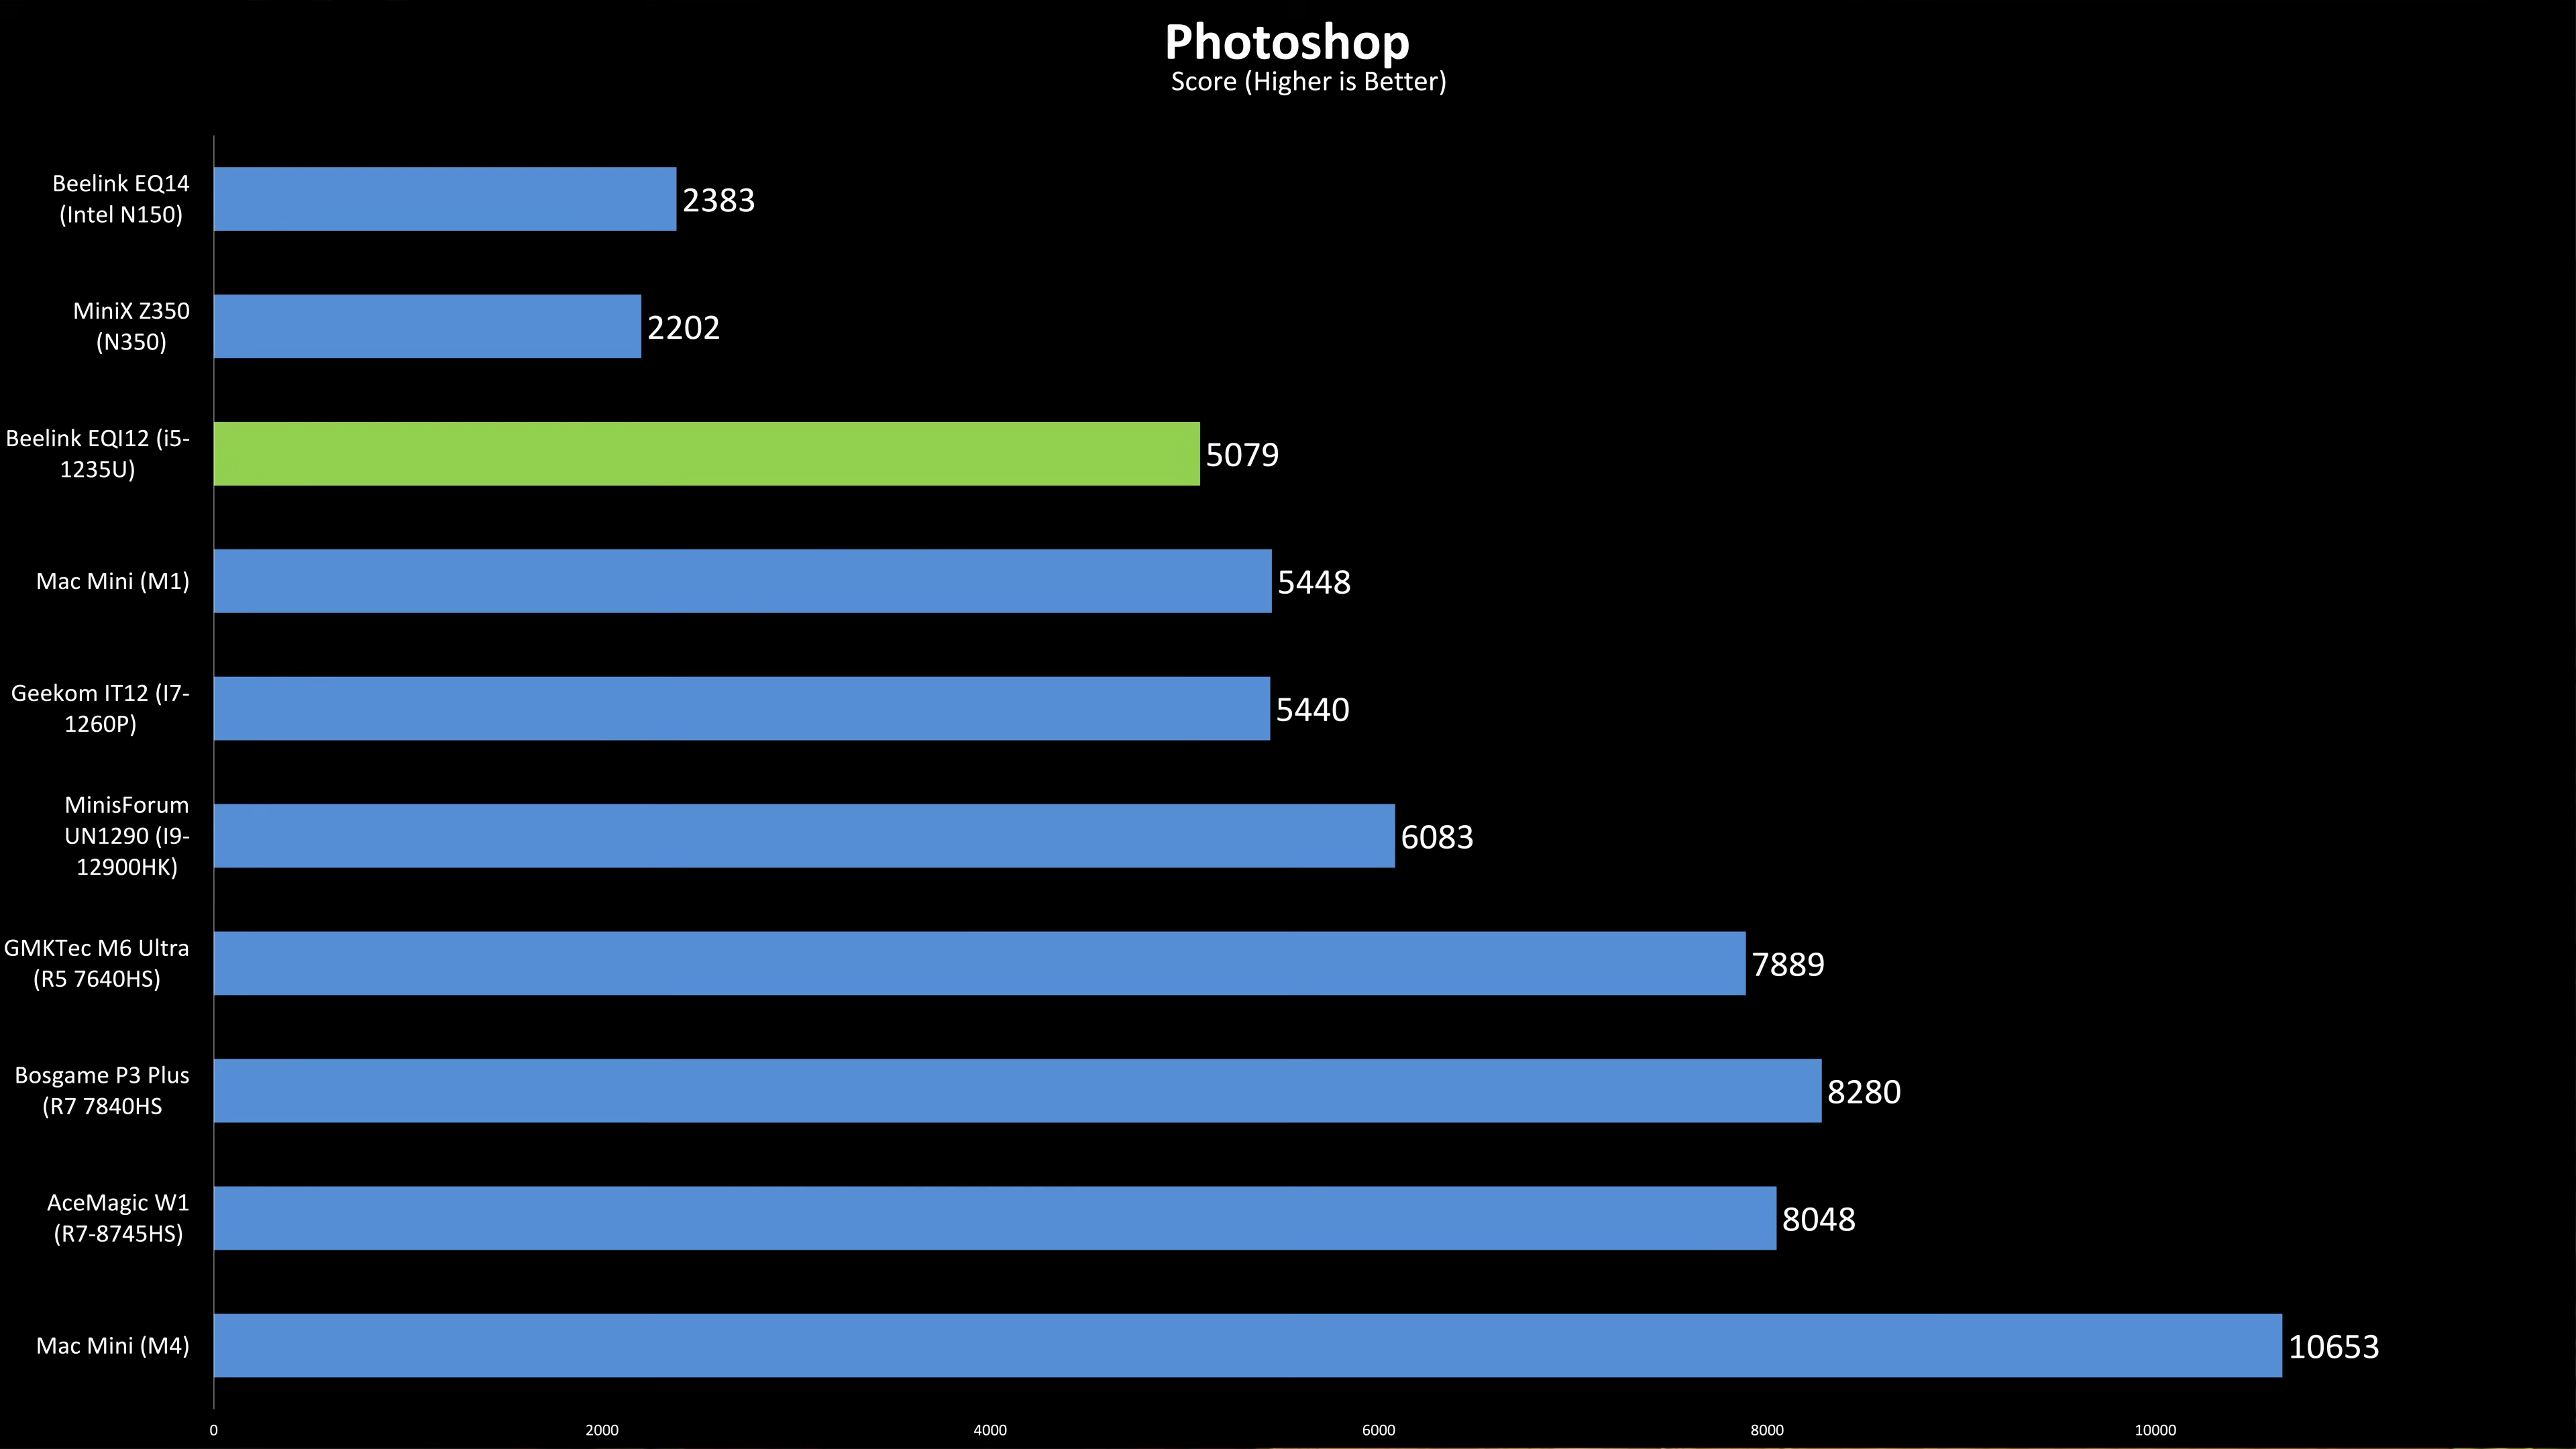 Photoshop
Score (Higher is Better)
Beelink EQ14
(Intel N150)
2383
MiniX Z350
(N350)
2202
Beelink EQI12 (i5-
1235U)
5079
Mac Mini (M1)
5448
Geekom IT12 (I7-
1260P)
5440
MinisForum
UN1290 (I9-
12900HK)
6083
GMKTec M6 Ultra
(R5 7640HS)
7889
Bosgame P3 Plus
(R7 7840HS
8280
AceMagic W1
(R7-8745HS)
8048
Mac Mini (M4)
10653
0 2000 4000 6000 8000 10000